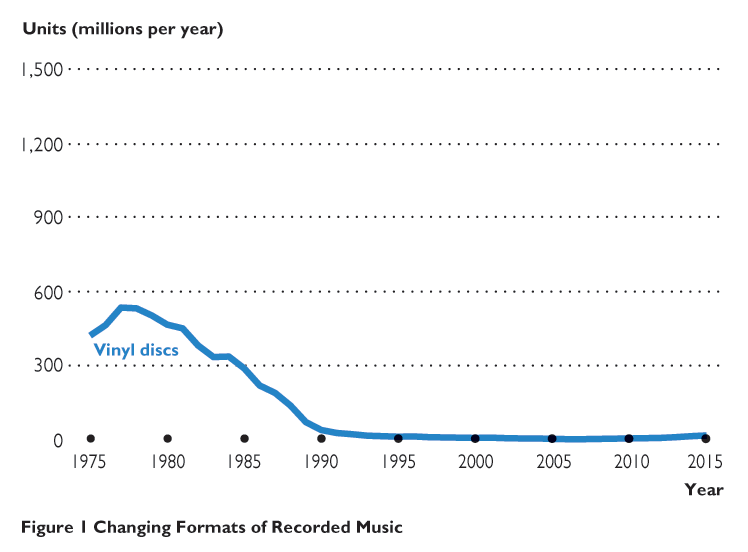 Units (millions per year)
1,500
1,200
900
600
Vinyl discs
300
0
1975 1980 1985 1990 1995 2000 2005 2010 2015
Year
Figure 1 Changing Formats of Recorded Music